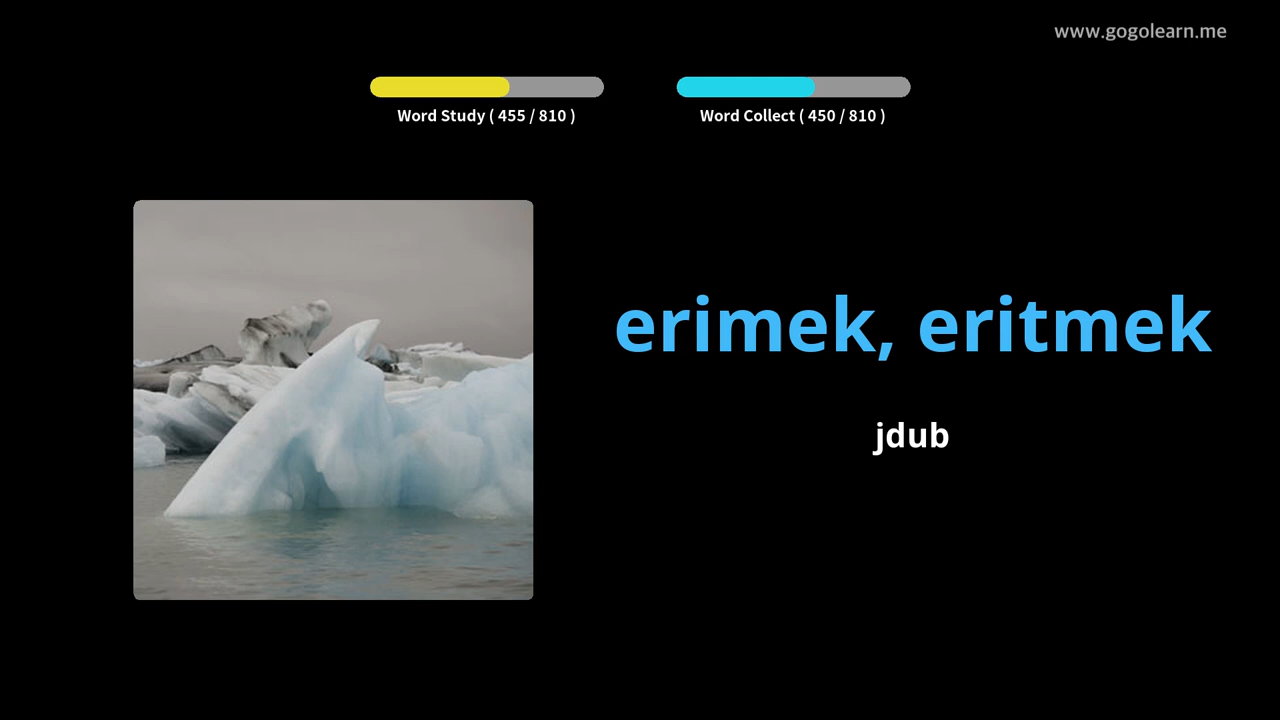 www.gogolearn.me
Word Study ( 455 / 810 )
Word Collect ( 450 / 810 )
erimek, eritmek
jdub